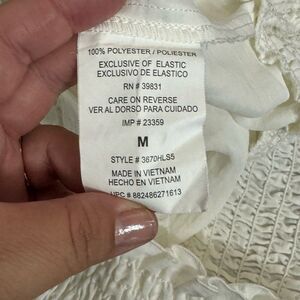 100% POLYESTER / POLIESTER
EXCLUSIVE OF ELASTIC
EXCLUSIVO DE ELASTICO
RN # 39831
CARE ON REVERSE
VER AL DORSO PARA CUIDADO
IMP # 23359
M
STYLE # 3670HLS5
MADE IN VIETNAM
HECHO EN VIETNAM
UPC # 882486271613